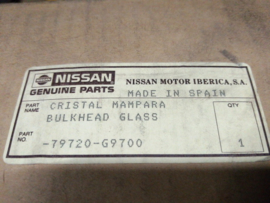 NISSAN
GENUINE PARTS
NISSAN MOTOR IBERICA, S.A.
MADE IN SPAIN
PART NAME
CRISTAL MAMPARA
BULKHEAD GLASS
QTY
PART NO.
-79720-G9700
1